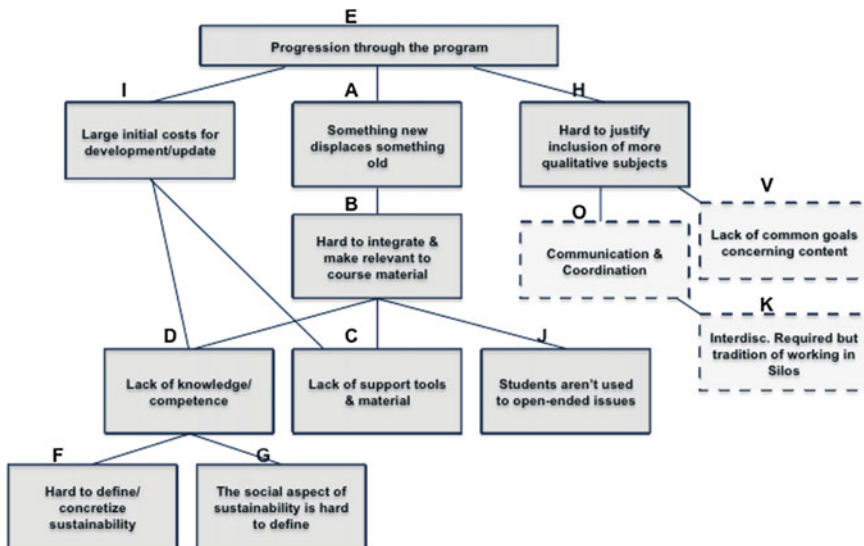 E
Progression through the program
I
A
H
Large initial costs for
development/update
Something new
displaces something
old
Hard to justify
inclusion of more
qualitative subjects
B
O
V
Hard to integrate &
make relevant to
course material
Communication &
Coordination
Lack of common goals
concerning content
D
C
J
K
Lack of knowledge/
competence
Lack of support tools
& material
Students aren't used
to open-ended issues
Interdisc. Required but
tradition of working in
Silos
F
G
Hard to define/
concretize
sustainability
The social aspect of
sustainability is hard
to define